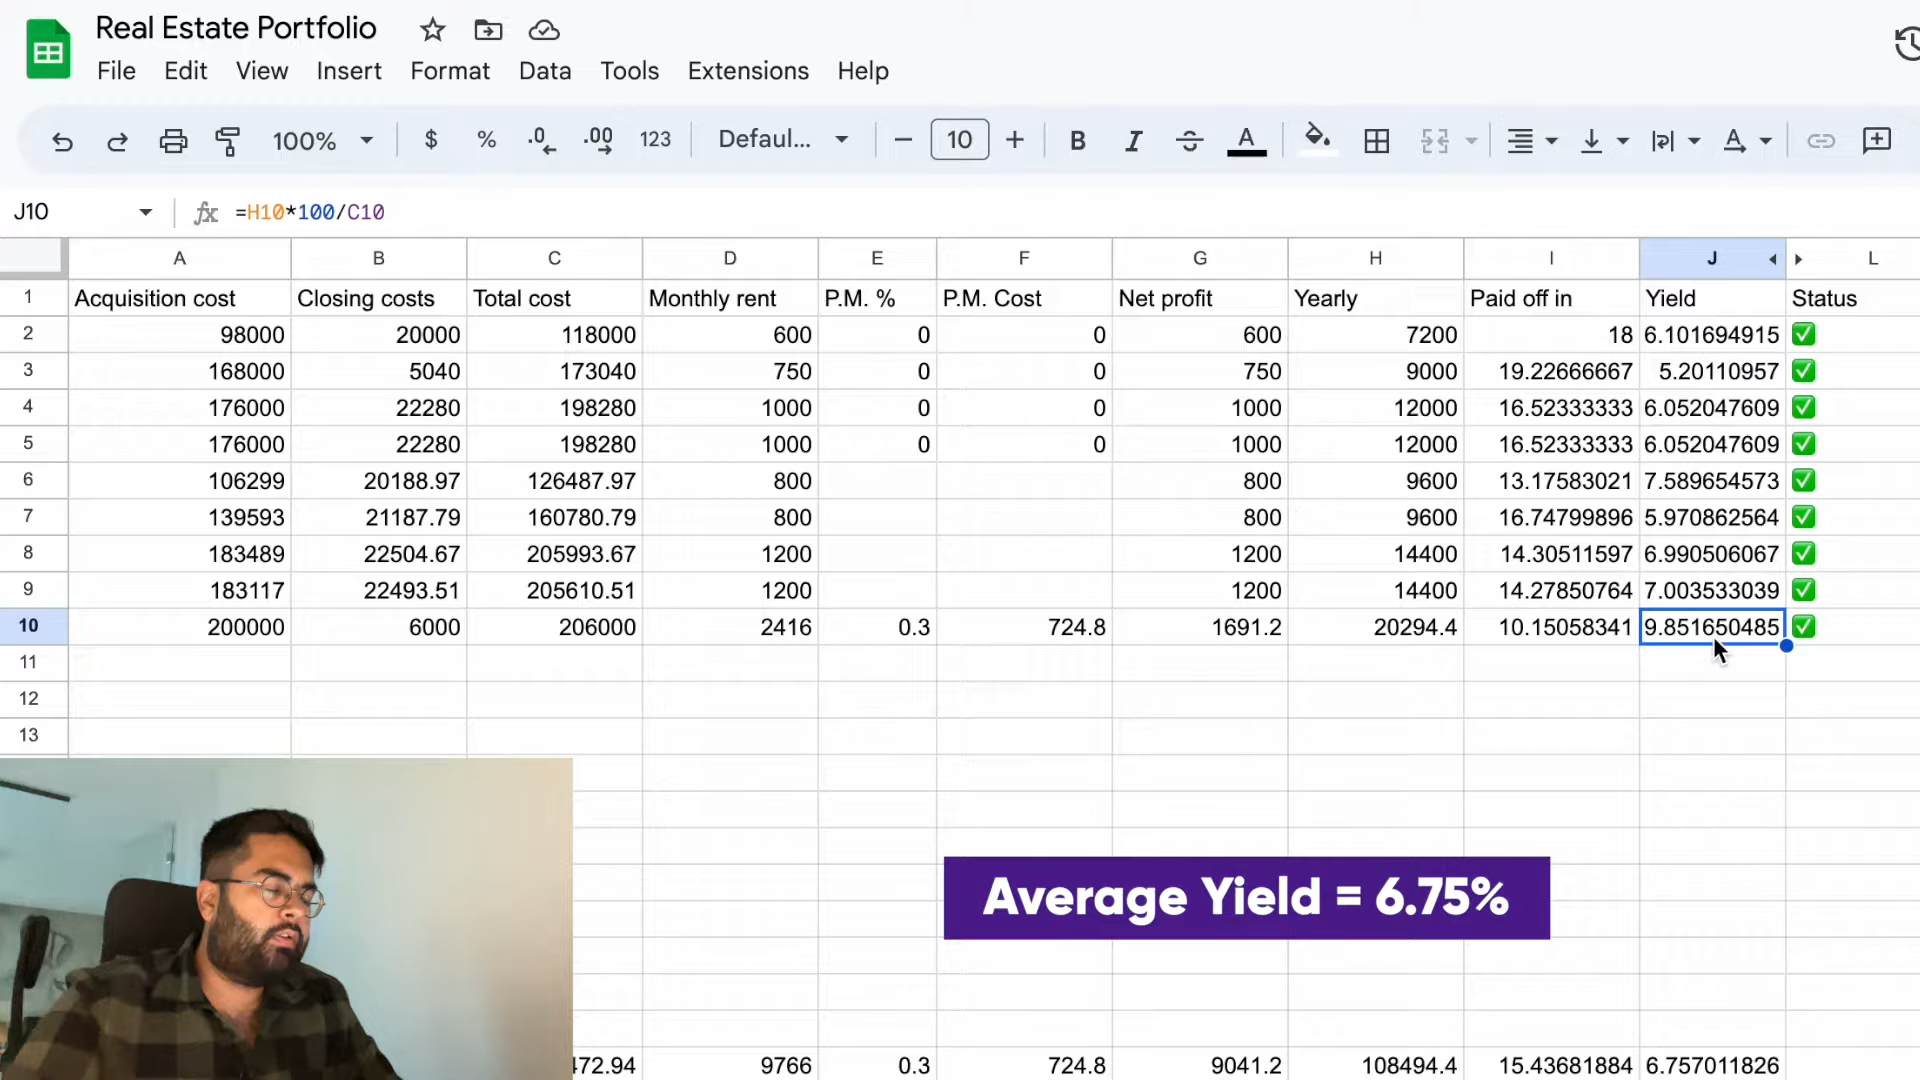 Real Estate Portfolio
File Edit View Insert Format Data Tools Extensions Help
100% $ % .0 .00 123 Defaul... 10 B I A A
J10 fx =H10*100/C10
A B C D E F G H I J L
1 Acquisition cost Closing costs Total cost Monthly rent P.M. % P.M. Cost Net profit Yearly Paid off in Yield Status
2 98000 20000 118000 600 0 0 600 7200 18 6.101694915
3 168000 5040 173040 750 0 0 750 9000 19.22666667 5.20110957
4 176000 22280 198280 1000 0 0 1000 12000 16.52333333 6.052047609
5 176000 22280 198280 1000 0 0 1000 12000 16.52333333 6.052047609
6 106299 20188.97 126487.97 800 800 9600 13.17583021 7.589654573
7 139593 21187.79 160780.79 800 800 9600 16.74799896 5.970862564
8 183489 22504.67 205993.67 1200 1200 14400 14.30511597 6.990506067
9 183117 22493.51 205610.51 1200 1200 14400 14.27850764 7.003533039
10 200000 6000 206000 2416 0.3 724.8 1691.2 20294.4 10.15058341 9.851650485
11
12
13
Average Yield = 6.75%
472.94 9766 0.3 724.8 9041.2 108494.4 15.43681884 6.757011826